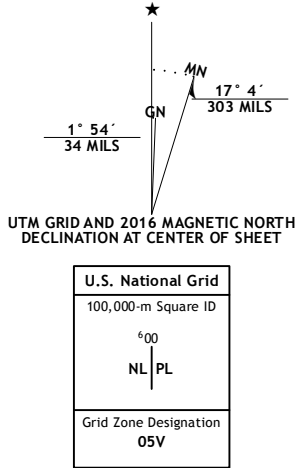 ★
MN
GN
17° 4´
303 MILS
1° 54´
34 MILS
UTM GRID AND 2016 MAGNETIC NORTH
DECLINATION AT CENTER OF SHEET
U.S. National Grid
100,000-m Square ID
⁶00
NL PL
Grid Zone Designation
05V